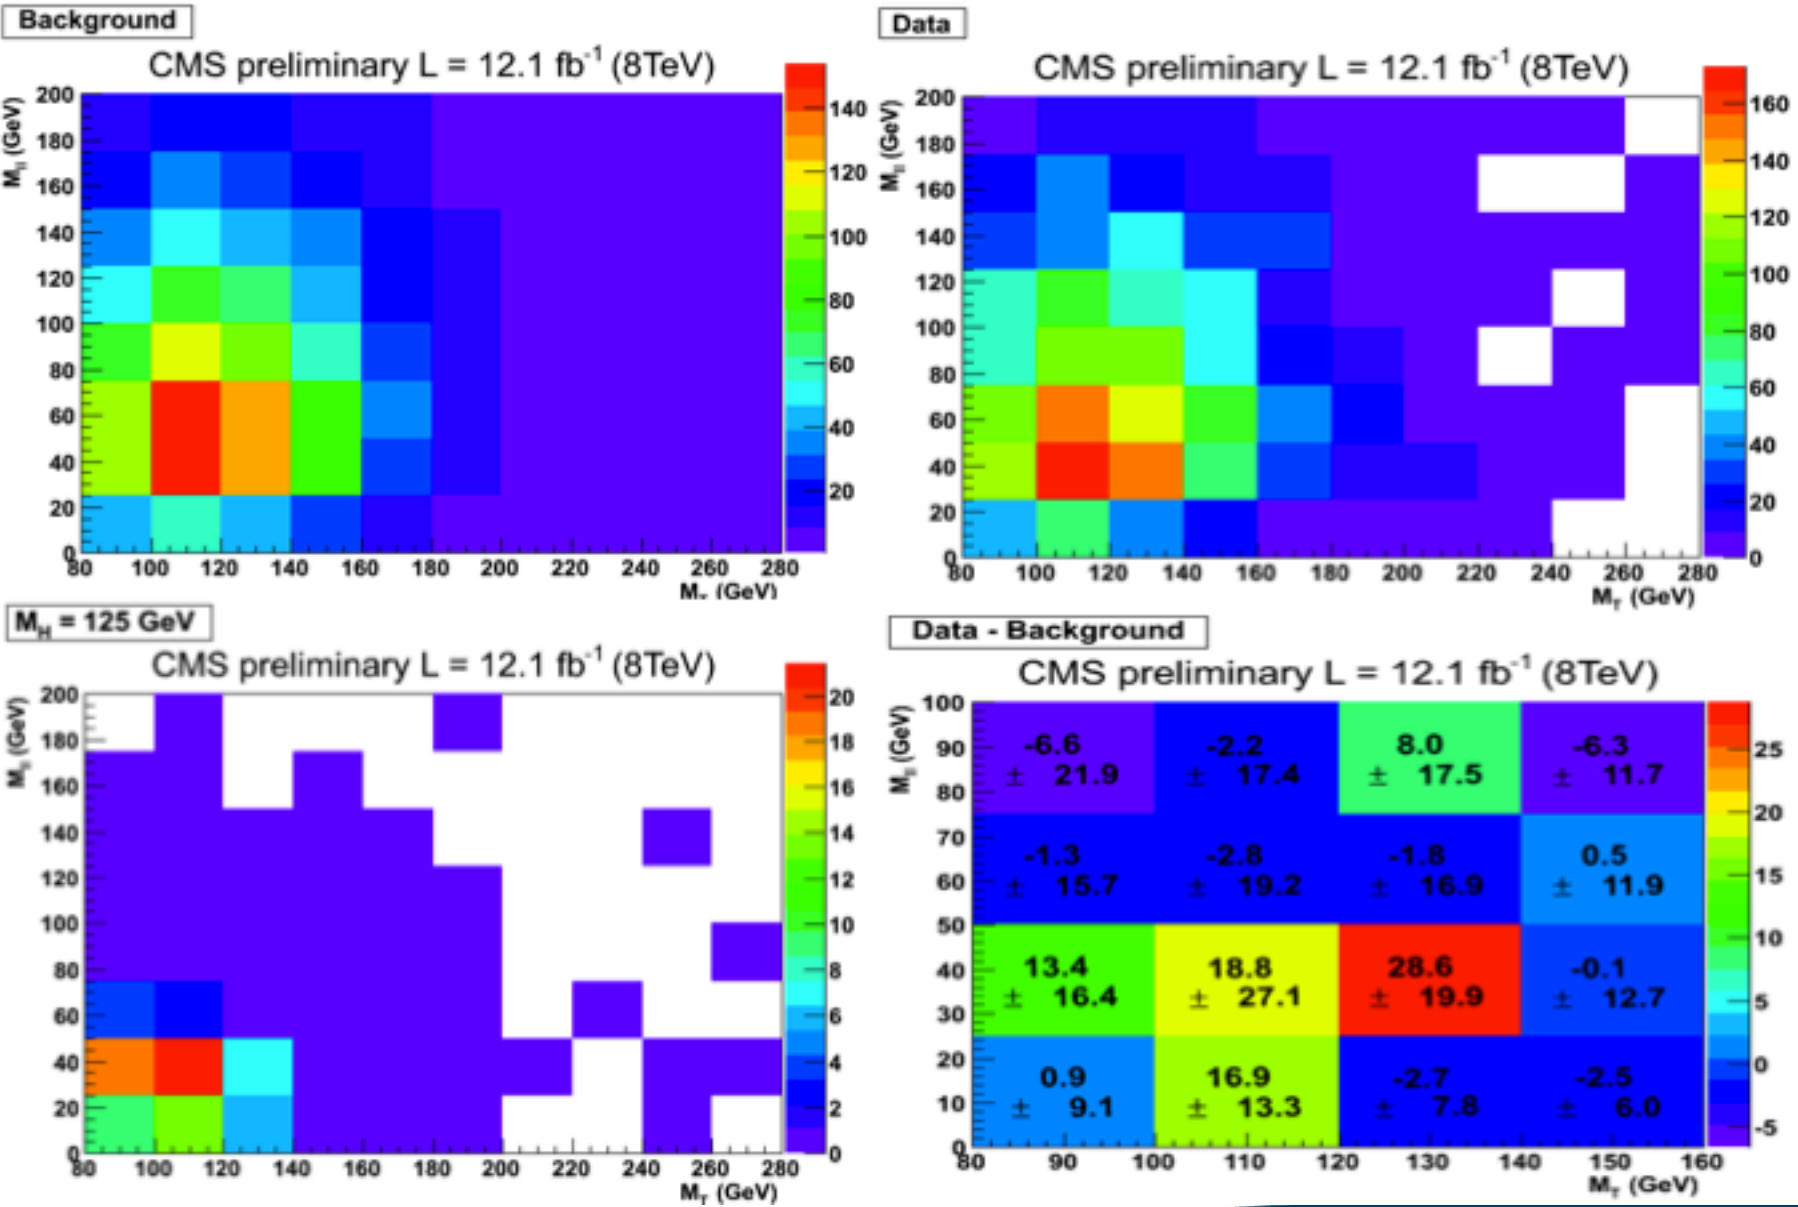 Background
CMS preliminary L = 12.1 fb⁻¹ (8TeV)
M_ll (GeV)
200
180
160
140
120
100
80
60
40
20
0
80 100 120 140 160 180 200 220 240 260 280
(GeV)
140
120
100
80
60
40
20
Data
CMS preliminary L = 12.1 fb⁻¹ (8TeV)
M_ll (GeV)
200
180
160
140
120
100
80
60
40
20
0
80 100 120 140 160 180 200 220 240 260 280
M_T (GeV)
160
140
120
100
80
60
40
20
0
M_H = 125 GeV
CMS preliminary L = 12.1 fb⁻¹ (8TeV)
M_ll (GeV)
200
180
160
140
120
100
80
60
40
20
0
80 100 120 140 160 180 200 220 240 260 280
M_T (GeV)
20
18
16
14
12
10
8
6
4
2
0
Data - Background
CMS preliminary L = 12.1 fb⁻¹ (8TeV)
M_ll (GeV)
100
90
80
70
60
50
40
30
20
10
0
-6.6 -2.2 8.0 -6.3
± 21.9 ± 17.4 ± 17.5 ± 11.7
-1.3 -2.8 -1.8 0.5
± 15.7 ± 19.2 ± 16.9 ± 11.9
13.4 18.8 28.6 -0.1
± 16.4 ± 27.1 ± 19.9 ± 12.7
0.9 16.9 -2.7 -2.5
± 9.1 ± 13.3 ± 7.8 ± 6.0
80 90 100 110 120 130 140 150 160
M_T (GeV)
25
20
15
10
5
0
-5